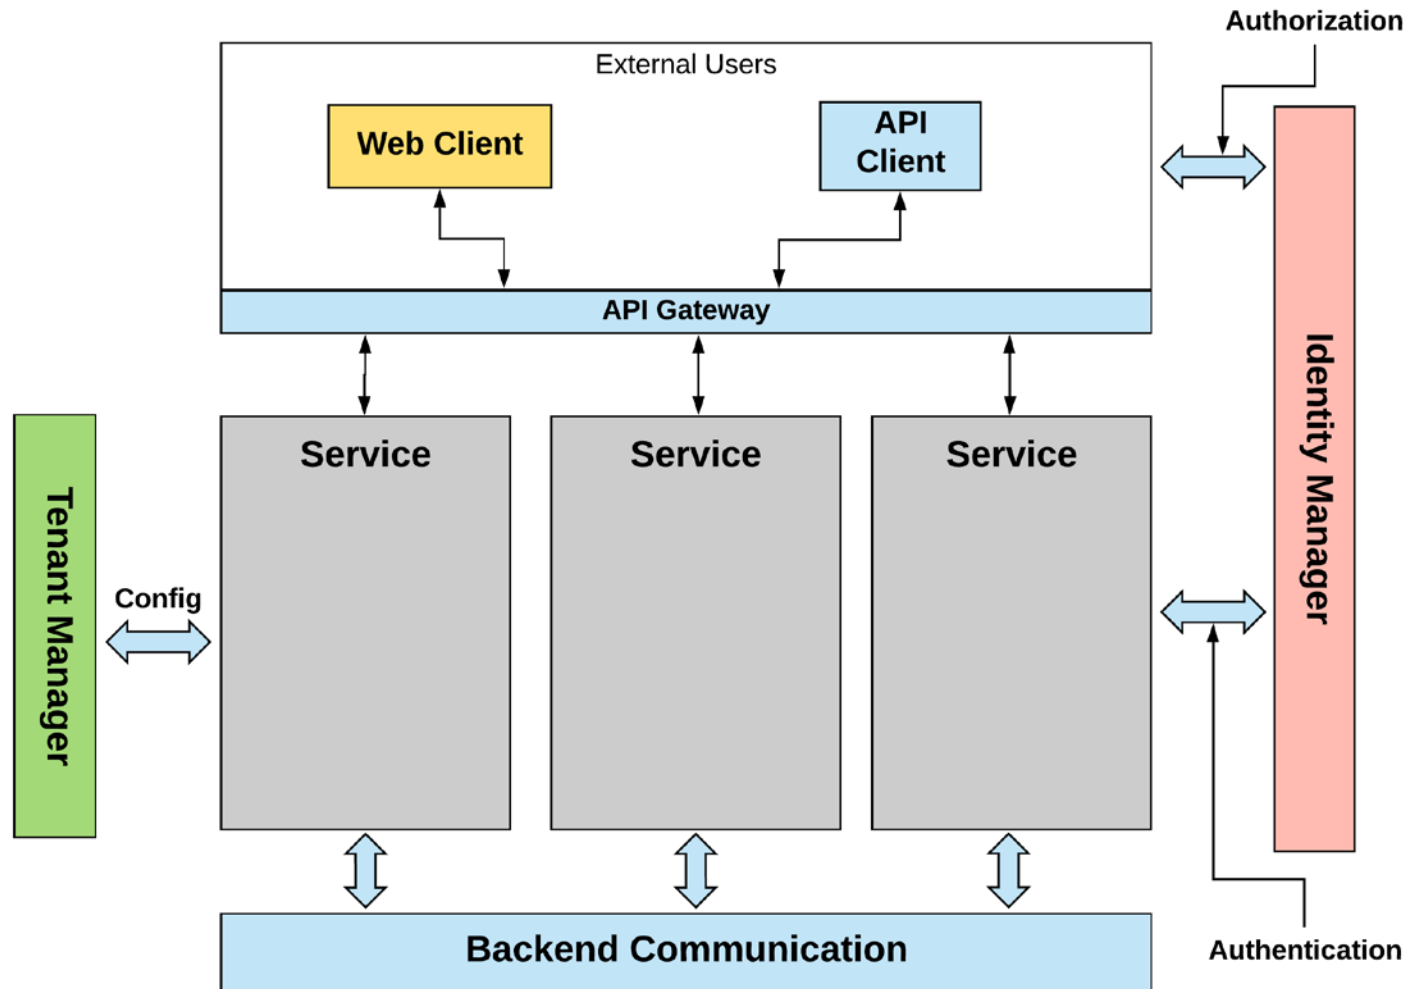 Authorization
External Users
Web Client
API
Client
API Gateway
Service
Service
Service
Tenant Manager
Config
Identity Manager
Backend Communication
Authentication